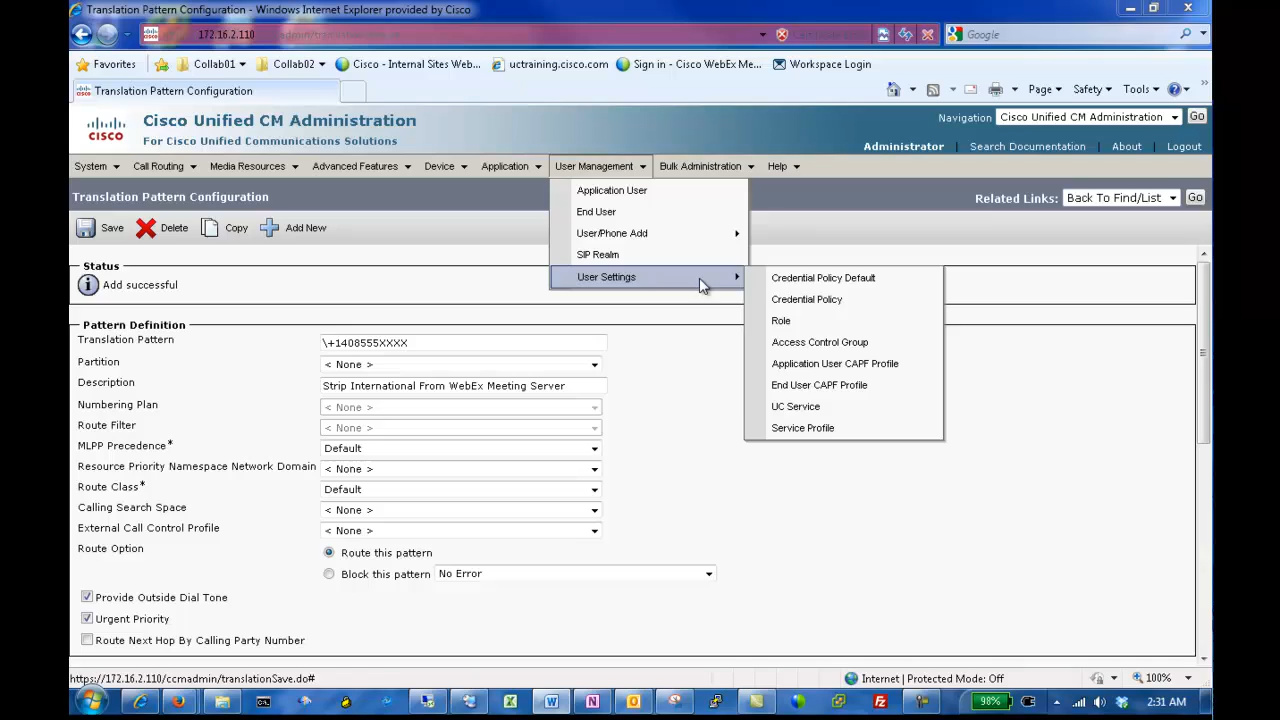 Translation Pattern Configuration - Windows Internet Explorer provided by Cisco
172.16.2.110
Google
Favorites Collab01 Collab02 Cisco - Internal Sites Web... uctraining.cisco.com Sign in - Cisco WebEx Me... Workspace Login
Translation Pattern Configuration Page Safety Tools
Cisco Unified CM Administration
For Cisco Unified Communications Solutions
CISCO
Navigation Cisco Unified CM Administration Go
Administrator | Search Documentation | About | Logout
System Call Routing Media Resources Advanced Features Device Application User Management Bulk Administration Help
Translation Pattern Configuration
Related Links: Back To Find/List Go
Save Delete Copy Add New
Application User
End User
User/Phone Add
SIP Realm
User Settings
Credential Policy Default
Credential Policy
Role
Access Control Group
Application User CAPF Profile
End User CAPF Profile
UC Service
Service Profile
Status
Add successful
Pattern Definition
Translation Pattern \+1408555XXXX
Partition < None >
Description Strip International From WebEx Meeting Server
Numbering Plan < None >
Route Filter < None >
MLPP Precedence* Default
Resource Priority Namespace Network Domain < None >
Route Class* Default
Calling Search Space < None >
External Call Control Profile < None >
Route Option Route this pattern
Block this pattern No Error
Provide Outside Dial Tone
Urgent Priority
Route Next Hop By Calling Party Number
https://172.16.2.110/ccmadmin/translationSave.do#
Internet | Protected Mode: Off 100%
98% 2:31 AM